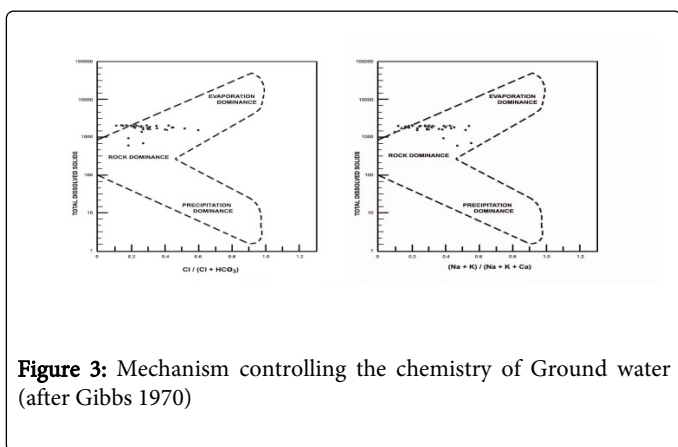 100000
10000
1000
100
10
1
TOTAL DISSOLVED SOLIDS
EVAPORATION
DOMINANCE
ROCK DOMINANCE
PRECIPITATION
DOMINANCE
0 0.2 0.4 0.6 0.8 1.0 1.2
Cl / (Cl + HCO3)
100000
10000
1000
100
10
1
TOTAL DISSOLVED SOLIDS
EVAPORATION
DOMINANCE
ROCK DOMINANCE
PRECIPITATION
DOMINANCE
0 0.2 0.4 0.6 0.8 1.0 1.2
(Na + K) / (Na + K + Ca)
Figure 3: Mechanism controlling the chemistry of Ground water
(after Gibbs 1970)